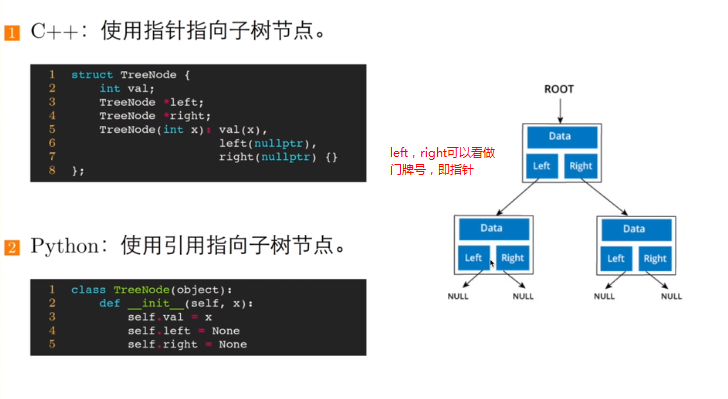 1 C++：使用指针指向子树节点。
1 struct TreeNode {
2     int val;
3     TreeNode *left;
4     TreeNode *right;
5     TreeNode(int x): val(x),
6                      left(nullptr),
7                      right(nullptr) {}
8 };
2 Python：使用引用指向子树节点。
1 class TreeNode(object):
2     def __init__(self, x):
3         self.val = x
4         self.left = None
5         self.right = None
left，right可以看做
门牌号，即指针
ROOT
Data
Left Right
Data
Left Right
NULL NULL
Data
Left Right
NULL NULL